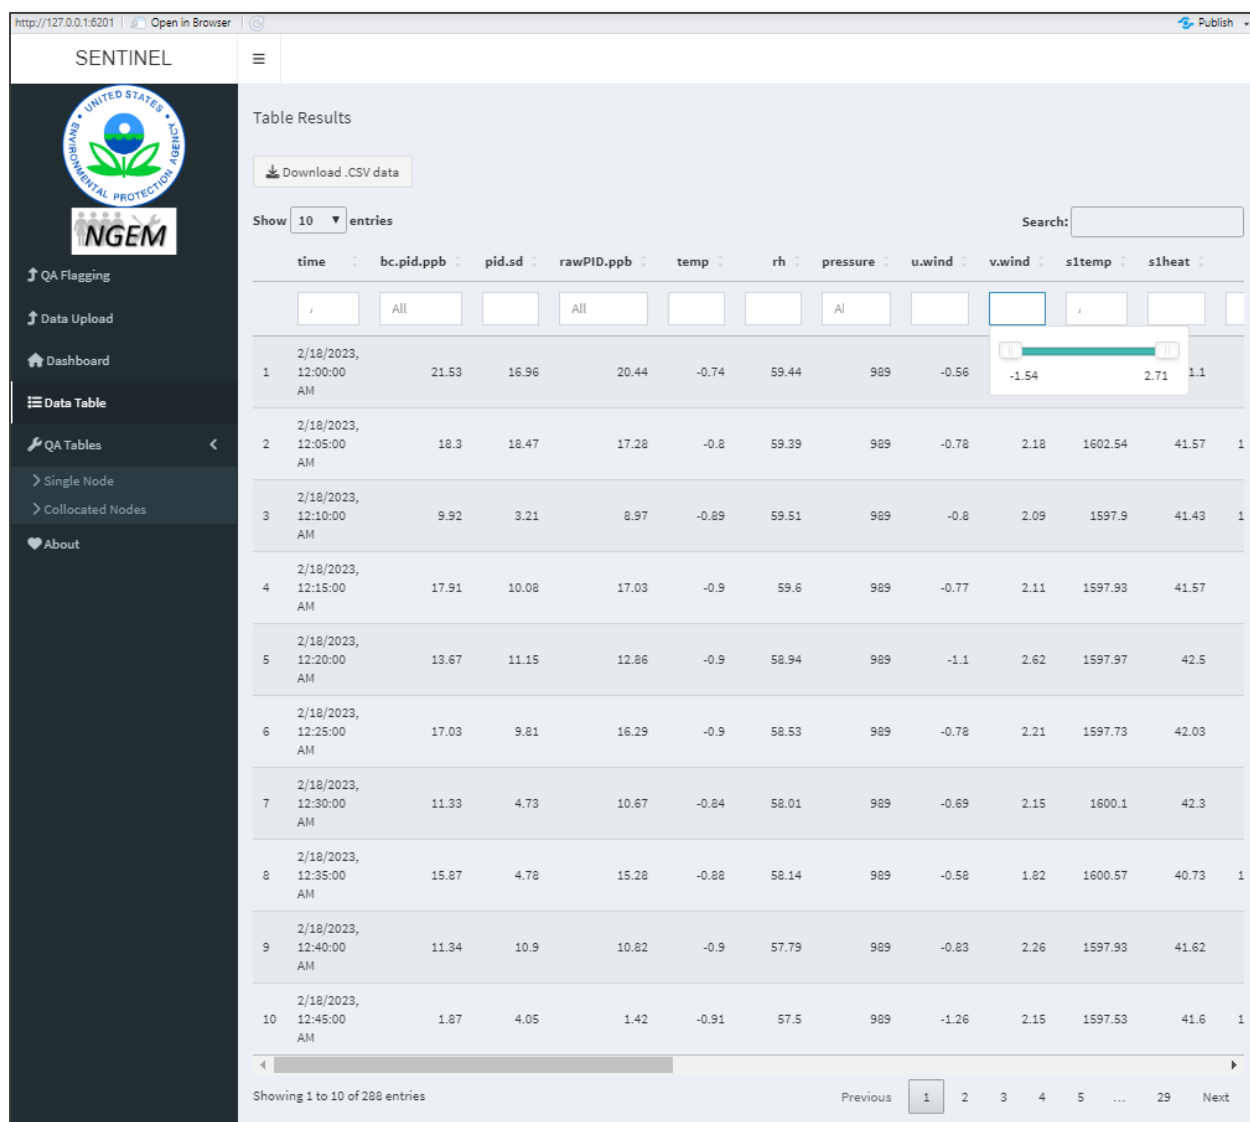 http://127.0.0.1:6201 Open in Browser Publish
SENTINEL
UNITED STATES
ENVIRONMENTAL PROTECTION AGENCY
NGEM
QA Flagging
Data Upload
Dashboard
Data Table
QA Tables
Single Node
Collocated Nodes
About
Table Results
Download .CSV data
Show 10 entries Search:
time bc.pid.ppb pid.sd rawPID.ppb temp rh pressure u.wind v.wind s1temp s1heat
All All Al
-1.54 2.71
1 2/18/2023, 12:00:00 AM 21.53 16.96 20.44 -0.74 59.44 989 -0.56 1.1
2 2/18/2023, 12:05:00 AM 18.3 18.47 17.28 -0.8 59.39 989 -0.78 2.18 1602.54 41.57 1
3 2/18/2023, 12:10:00 AM 9.92 3.21 8.97 -0.89 59.51 989 -0.8 2.09 1597.9 41.43 1
4 2/18/2023, 12:15:00 AM 17.91 10.08 17.03 -0.9 59.6 989 -0.77 2.11 1597.93 41.57
5 2/18/2023, 12:20:00 AM 13.67 11.15 12.86 -0.9 58.94 989 -1.1 2.62 1597.97 42.5
6 2/18/2023, 12:25:00 AM 17.03 9.81 16.29 -0.9 58.53 989 -0.78 2.21 1597.73 42.03
7 2/18/2023, 12:30:00 AM 11.33 4.73 10.67 -0.84 58.01 989 -0.69 2.15 1600.1 42.3
8 2/18/2023, 12:35:00 AM 15.87 4.78 15.28 -0.88 58.14 989 -0.58 1.82 1600.57 40.73 1
9 2/18/2023, 12:40:00 AM 11.34 10.9 10.82 -0.9 57.79 989 -0.83 2.26 1597.93 41.62
10 2/18/2023, 12:45:00 AM 1.87 4.05 1.42 -0.91 57.5 989 -1.26 2.15 1597.53 41.6 1
Showing 1 to 10 of 288 entries Previous 1 2 3 4 5 ... 29 Next